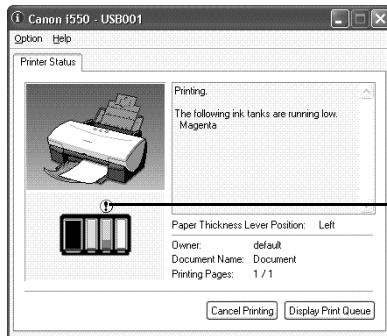 Canon i550 - USB001
Option Help
Printer Status
Printing.
The following ink tanks are running low.
Magenta
!
Paper Thickness Lever Position: Left
Owner: default
Document Name: Document
Printing Pages: 1 / 1
Cancel Printing Display Print Queue